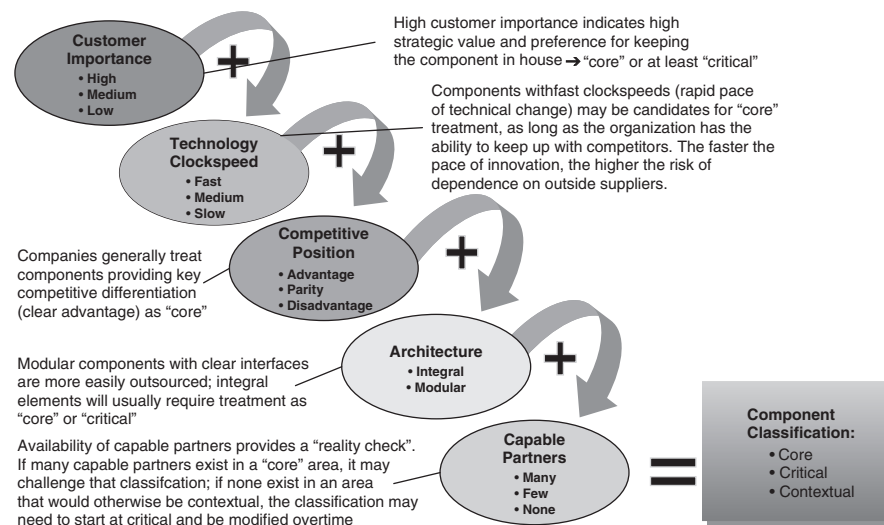 Customer
Importance
• High
• Medium
• Low
+
High customer importance indicates high
strategic value and preference for keeping
the component in house ➔ “core” or at least “critical”
Technology
Clockspeed
• Fast
• Medium
• Slow
+
Components withfast clockspeeds (rapid pace
of technical change) may be candidates for “core”
treatment, as long as the organization has the
ability to keep up with competitors. The faster the
pace of innovation, the higher the risk of
dependence on outside suppliers.
Competitive
Position
• Advantage
• Parity
• Disadvantage
+
Companies generally treat
components providing key
competitive differentiation
(clear advantage) as “core”
Architecture
• Integral
• Modular
+
Modular components with clear interfaces
are more easily outsourced; integral
elements will usually require treatment as
“core” or “critical”
Capable
Partners
• Many
• Few
• None
=
Availability of capable partners provides a “reality check”.
If many capable partners exist in a “core” area, it may
challenge that classifcation; if none exist in an area
that would otherwise be contextual, the classification may
need to start at critical and be modified overtime
Component
Classification:
• Core
• Critical
• Contextual